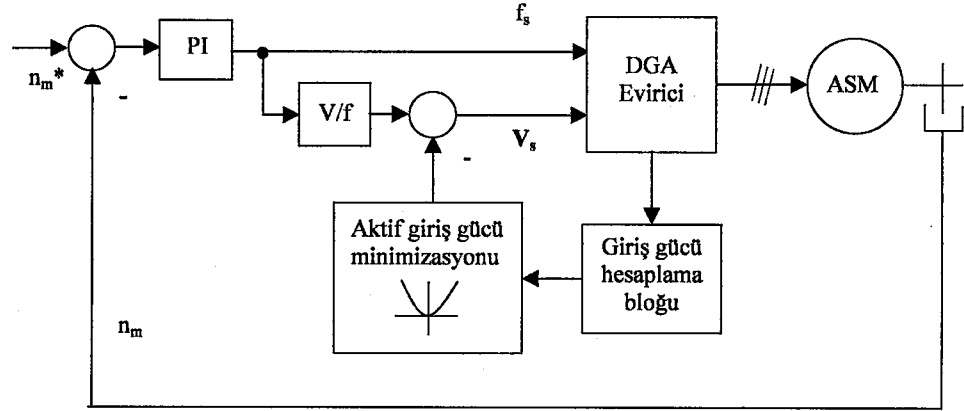 f_s
PI
n_m*
-
DGA
Evirici
ASM
V/f
V_s
-
Aktif giriş gücü
minimizasyonu
Giriş gücü
hesaplama
bloğu
n_m